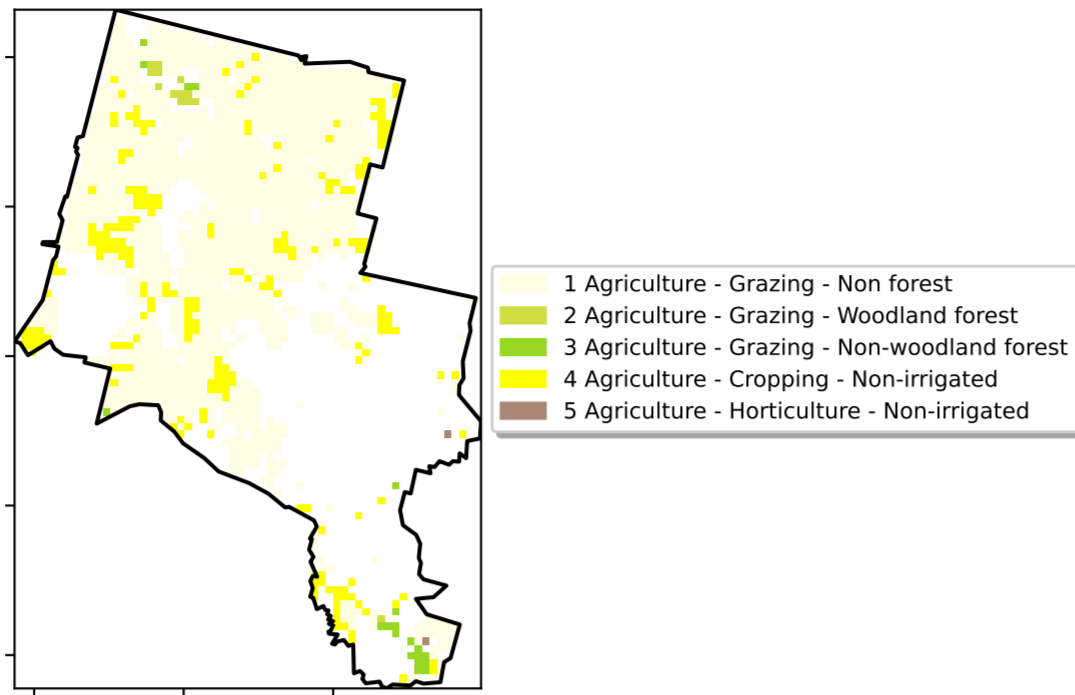 1 Agriculture - Grazing - Non forest
2 Agriculture - Grazing - Woodland forest
3 Agriculture - Grazing - Non-woodland forest
4 Agriculture - Cropping - Non-irrigated
5 Agriculture - Horticulture - Non-irrigated